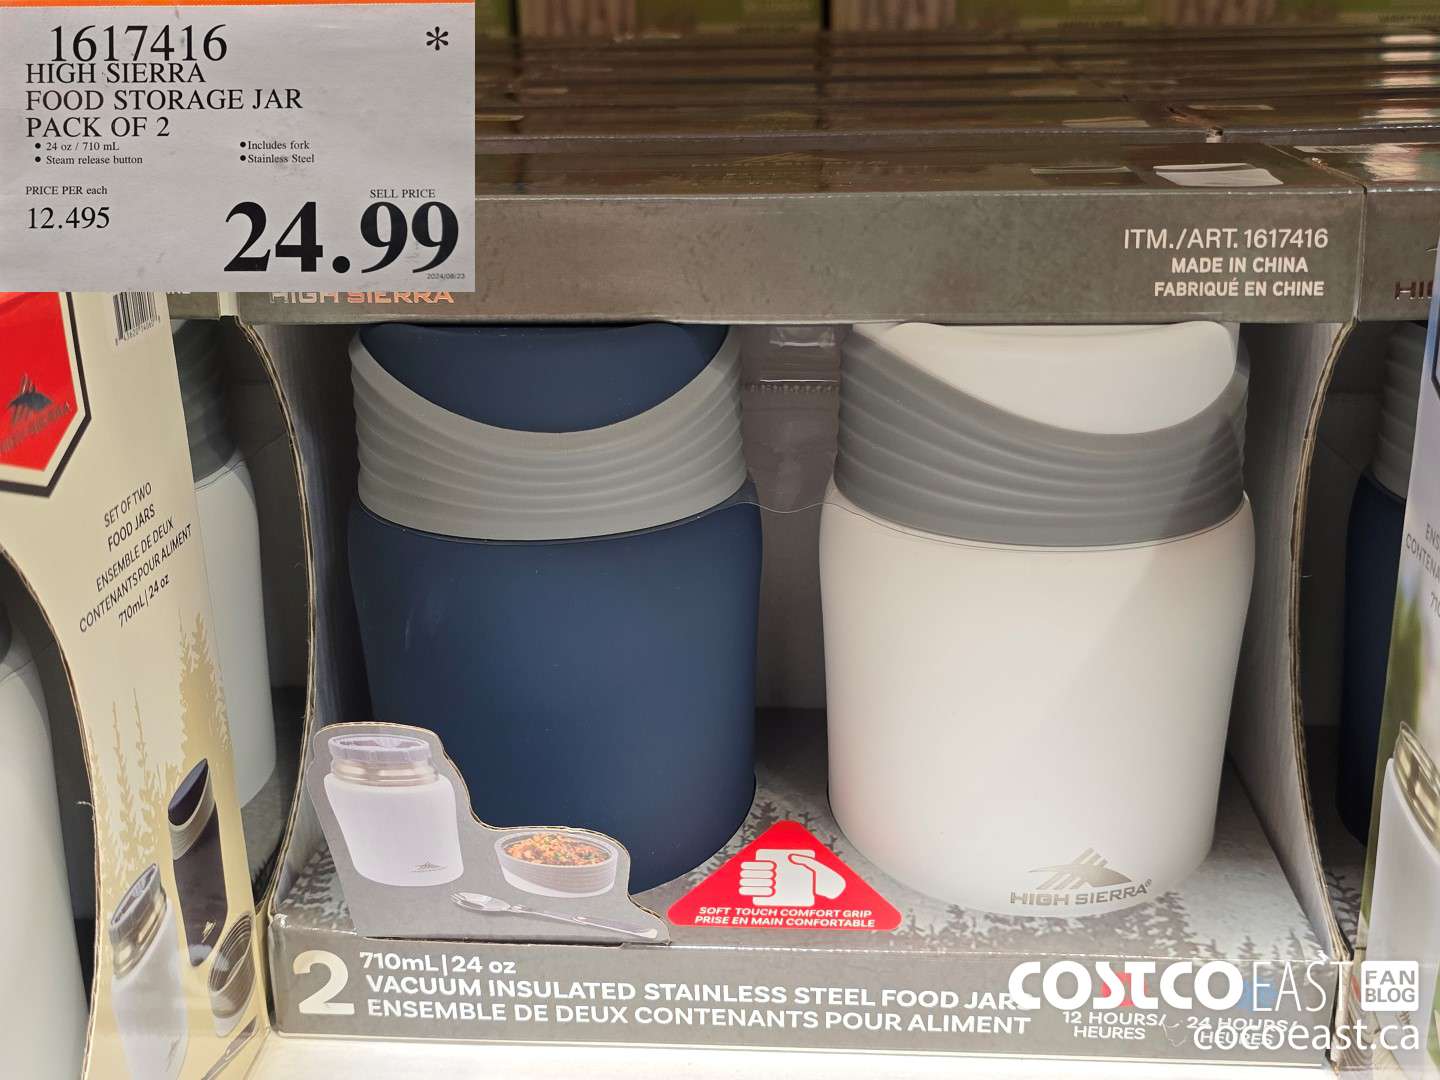 1617416
*
HIGH SIERRA
FOOD STORAGE JAR
PACK OF 2
● 24 oz / 710 mL
● Includes fork
● Steam release button
● Stainless Steel
PRICE PER each
12.495
SELL PRICE
24.99
2024/08/23
HIGH SIERRA
ITM./ART. 1617416
MADE IN CHINA
FABRIQUÉ EN CHINE
SET OF TWO
FOOD JARS
ENSEMBLE DE DEUX
CONTENANTS POUR ALIMENT
710mL | 24 oz
HIGH SIERRA®
SOFT TOUCH COMFORT GRIP
PRISE EN MAIN CONFORTABLE
2
710mL | 24 oz
VACUUM INSULATED STAINLESS STEEL FOOD JARS
ENSEMBLE DE DEUX CONTENANTS POUR ALIMENT
12 HOURS/
HEURES
24 HOURS/
HEURES
COSTCO EAST FAN
BLOG
cocoeast.ca